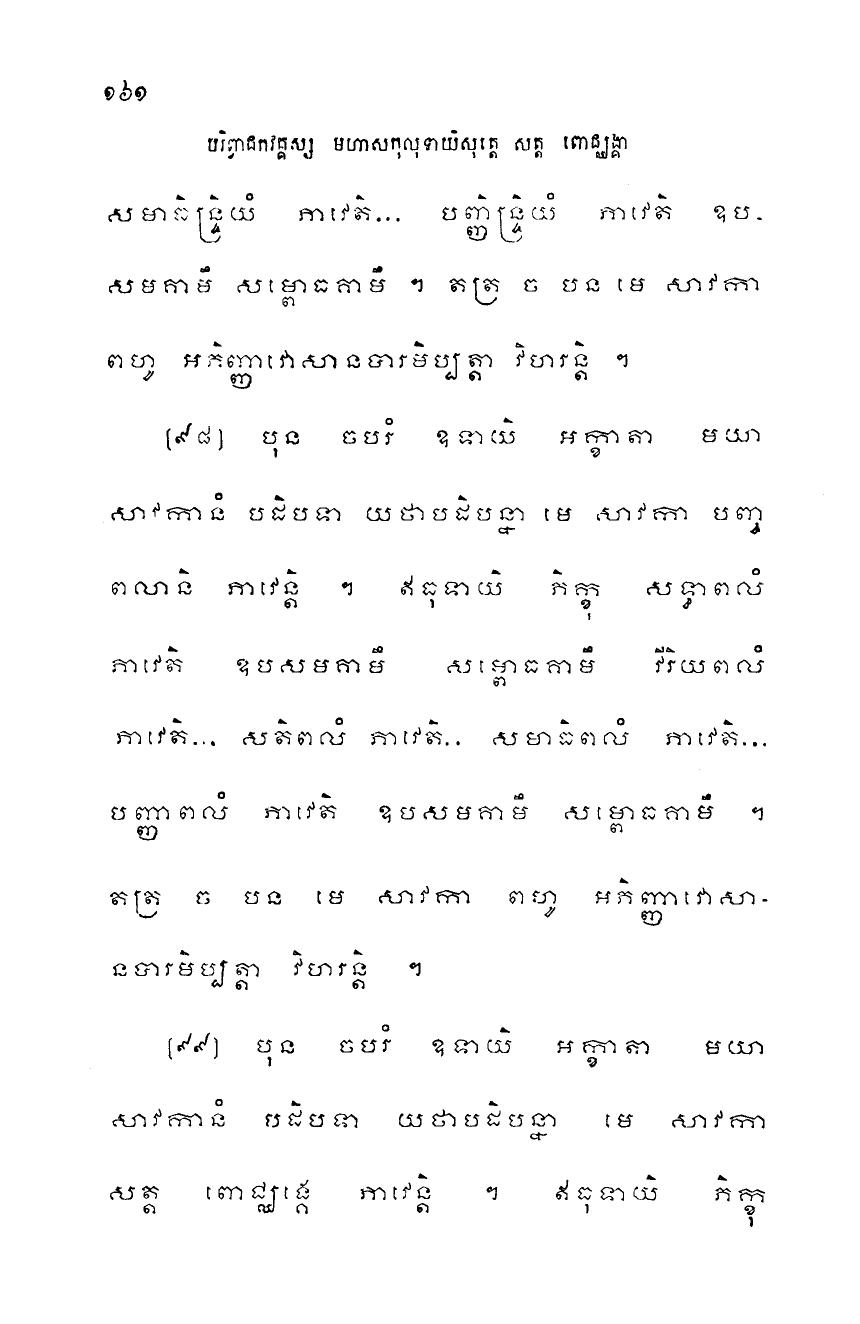 ១៦១
បរិព្វាជកវគ្គស្ស មហាសកុលុទាយិសុត្តេ សត្ត ពោជ្ឈង្គា
សមាធិន្ទ្រិយំ ភាវេតិ... បញ្ញិន្ទ្រិយំ ភាវេតិ ឧប-
សមគាមឹ សម្ពោធគាមឹ ។ តត្រ ច បន មេ សាវកា
ពហូ អភិញ្ញាវោសានបារមិប្បត្តា វិហរន្តិ ។
(៩៨) បុន ចបរំ ឧទាយិ អក្ខាតា មយា
សាវកានំ បដិបទា យថាបដិបន្នា មេ សាវកា បញ្ច
ពលានិ ភាវេន្តិ ។ ឥធុទាយិ ភិក្ខុ សទ្ធាពលំ
ភាវេតិ ឧបសមគាមឹ សម្ពោធគាមឹ វីរិយពលំ
ភាវេតិ... សតិពលំ ភាវេតិ.. សមាធិពលំ ភាវេតិ...
បញ្ញាពលំ ភាវេតិ ឧបសមគាមឹ សម្ពោធគាមឹ ។
តត្រ ច បន មេ សាវកា ពហូ អភិញ្ញាវោសា-
នបារមិប្បត្តា វិហរន្តិ ។
(៩៩) បុន ចបរំ ឧទាយិ អក្ខាតា មយា
សាវកានំ បដិបទា យថាបដិបន្នា មេ សាវកា
សត្ត ពោជ្ឈង្គេ ភាវេន្តិ ។ ឥធុទាយិ ភិក្ខុ